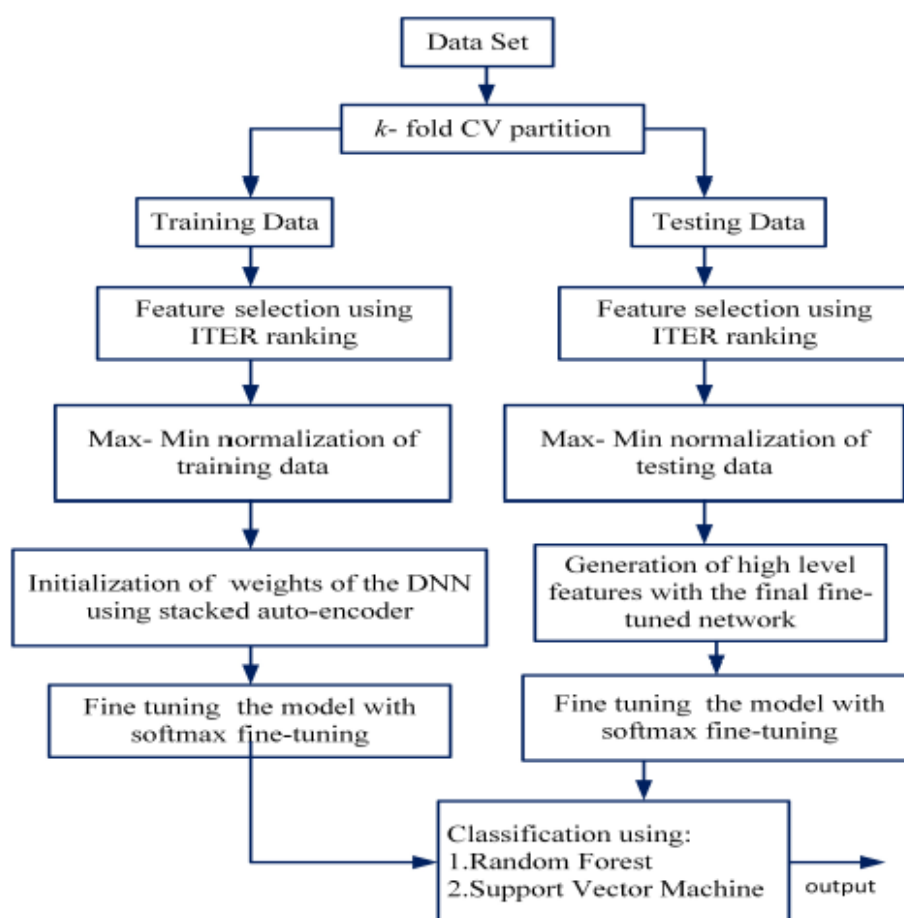 Data Set
k- fold CV partition
Training Data
Testing Data
Feature selection using
ITER ranking
Feature selection using
ITER ranking
Max- Min normalization of
training data
Max- Min normalization of
testing data
Initialization of weights of the DNN
using stacked auto-encoder
Generation of high level
features with the final fine-
tuned network
Fine tuning the model with
softmax fine-tuning
Fine tuning the model with
softmax fine-tuning
Classification using:
1.Random Forest
2.Support Vector Machine
output